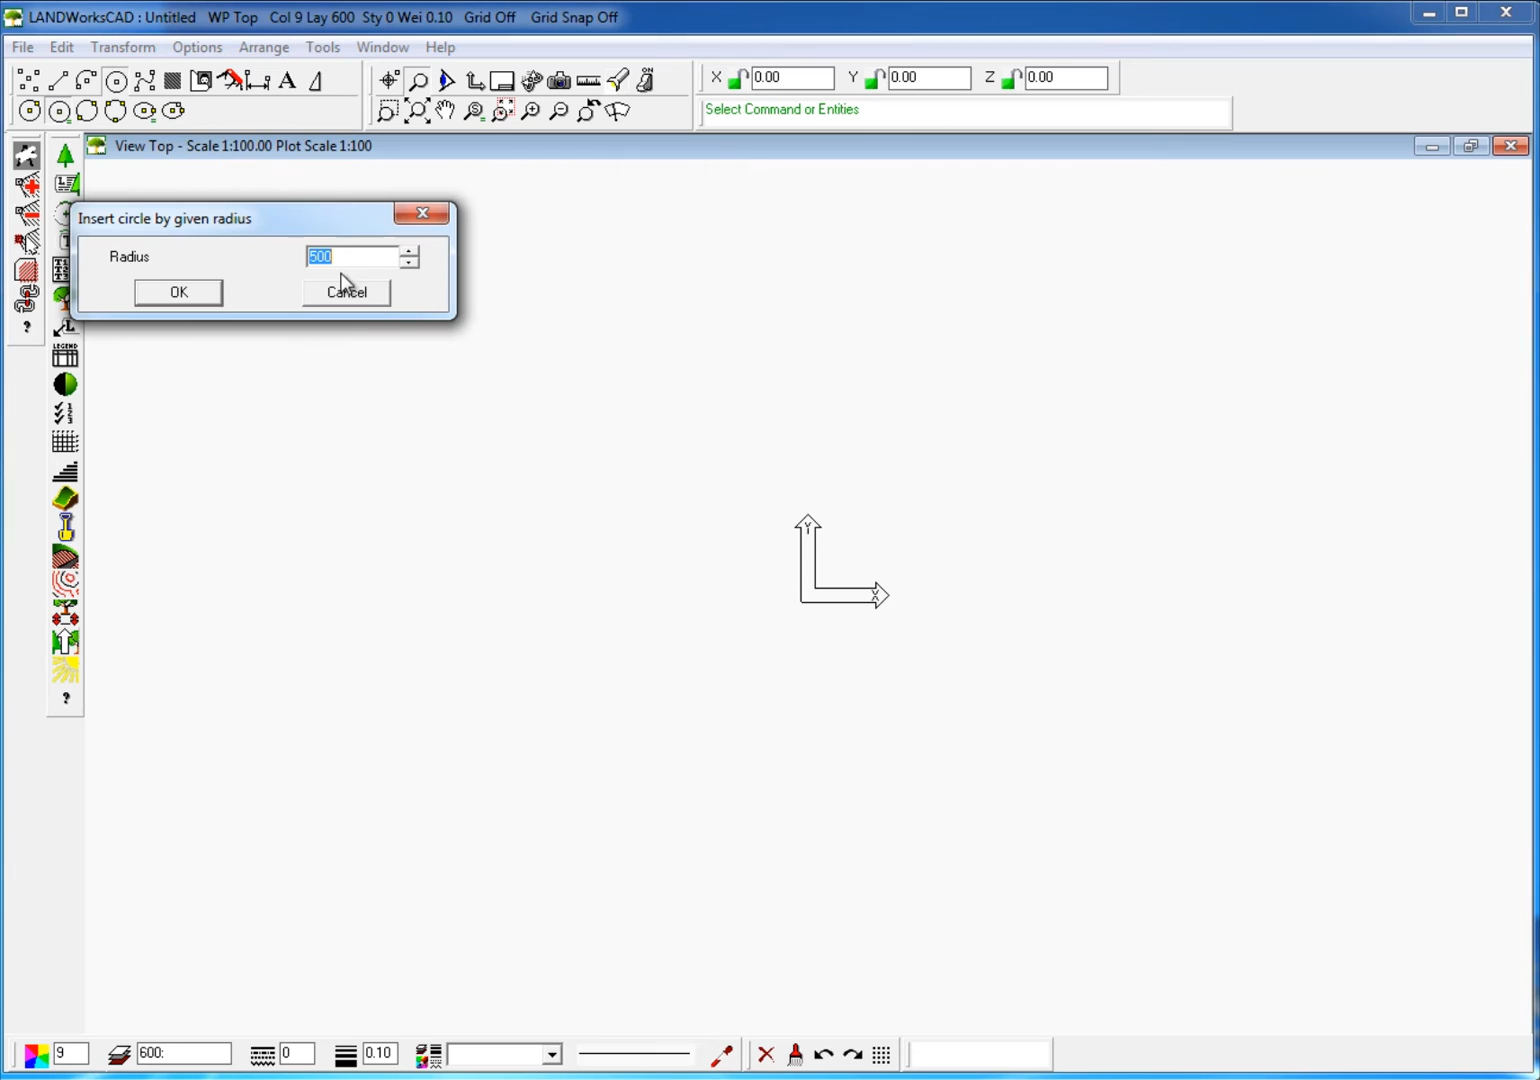 LANDWorksCAD : Untitled   WP Top   Col 9 Lay 600   Sty 0 Wei 0.10   Grid Off   Grid Snap Off
File   Edit   Transform   Options   Arrange   Tools   Window   Help
X 0.00   Y 0.00   Z 0.00
ON
A
Select Command or Entities
View Top - Scale 1:100.00 Plot Scale 1:100
Insert circle by given radius
Radius   500
OK   Cancel
?
L
LEGEND
Y
X
?
9   600:   0   0.10